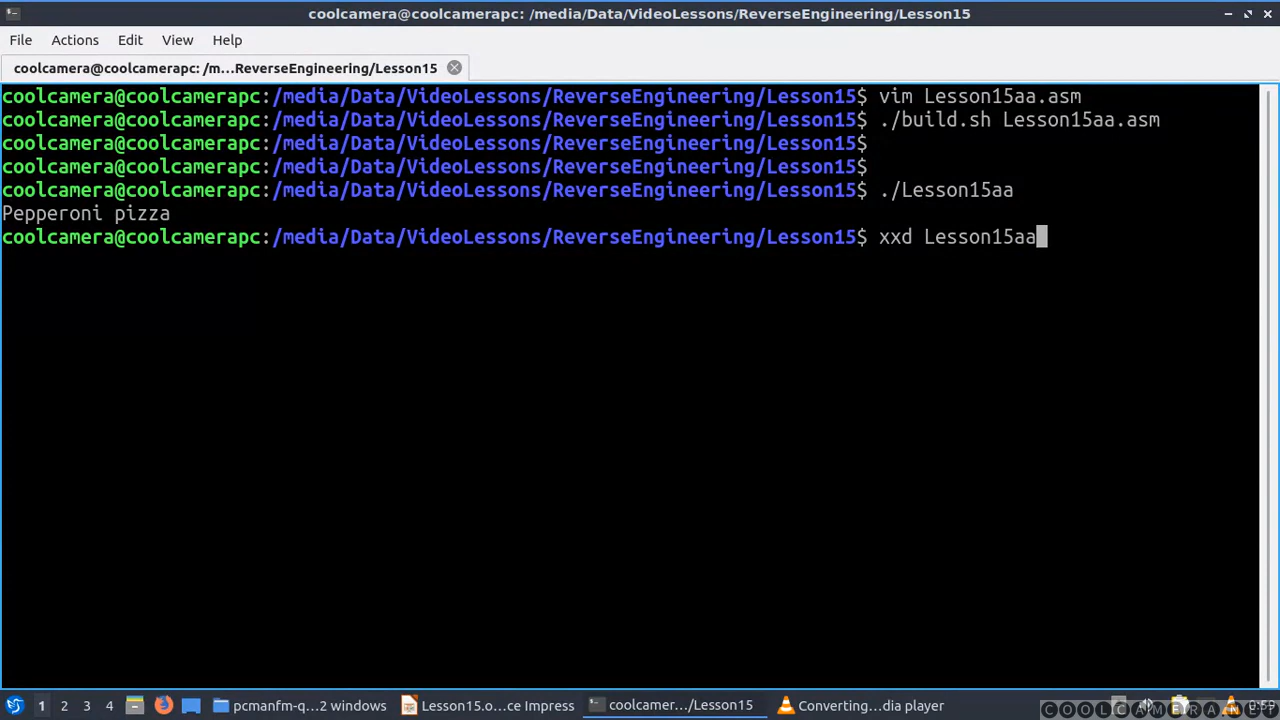 coolcamera@coolcamerapc: /media/Data/VideoLessons/ReverseEngineering/Lesson15
File Actions Edit View Help
coolcamera@coolcamerapc: /m...ReverseEngineering/Lesson15
coolcamera@coolcamerapc:/media/Data/VideoLessons/ReverseEngineering/Lesson15$ vim Lesson15aa.asm
coolcamera@coolcamerapc:/media/Data/VideoLessons/ReverseEngineering/Lesson15$ ./build.sh Lesson15aa.asm
coolcamera@coolcamerapc:/media/Data/VideoLessons/ReverseEngineering/Lesson15$
coolcamera@coolcamerapc:/media/Data/VideoLessons/ReverseEngineering/Lesson15$
coolcamera@coolcamerapc:/media/Data/VideoLessons/ReverseEngineering/Lesson15$ ./Lesson15aa
Pepperoni pizza
coolcamera@coolcamerapc:/media/Data/VideoLessons/ReverseEngineering/Lesson15$ xxd Lesson15aa
1 2 3 4 pcmanfm-q...2 windows Lesson15.o...ce Impress coolcamer.../Lesson15 Converting...dia player
COOLCAMERA.NET